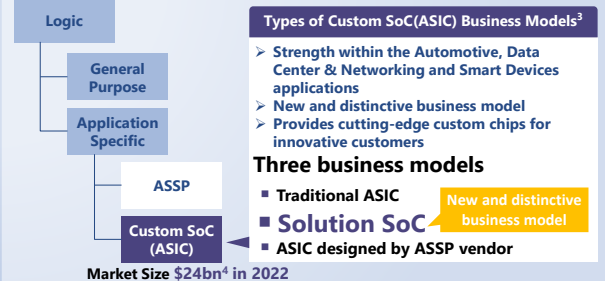 Logic
General
Purpose
Application
Specific
ASSP
Custom SoC
(ASIC)
Market Size $24bn⁴ in 2022
Types of Custom SoC(ASIC) Business Models³
➢ Strength within the Automotive, Data
Center & Networking and Smart Devices
applications
➢ New and distinctive business model
➢ Provides cutting-edge custom chips for
innovative customers
Three business models
▪ Traditional ASIC
▪ Solution SoC
New and distinctive
business model
▪ ASIC designed by ASSP vendor